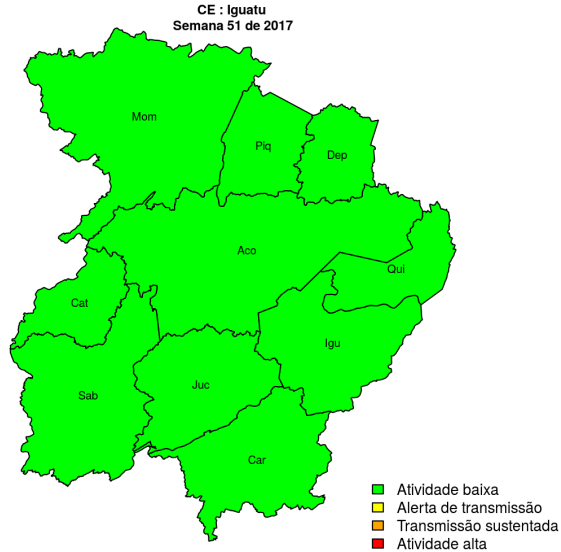 CE : Iguatu
Semana 51 de 2017
Mom
Piq
Dep
Aco
Qui
Cat
Igu
Juc
Sab
Car
Atividade baixa
Alerta de transmissão
Transmissão sustentada
Atividade alta